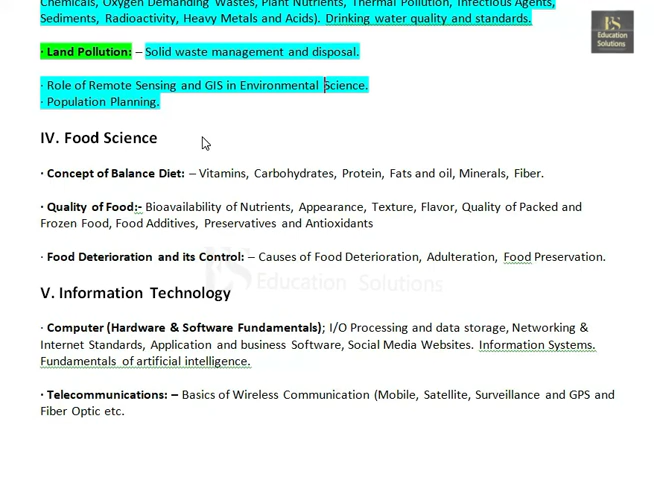 Chemicals, Oxygen Demanding Wastes, Plant Nutrients, Thermal Pollution, Infectious Agents,
Sediments, Radioactivity, Heavy Metals and Acids). Drinking water quality and standards.
ES
Education
Solutions
· Land Pollution: – Solid waste management and disposal.
· Role of Remote Sensing and GIS in Environmental Science.
· Population Planning.
IV. Food Science
· Concept of Balance Diet: – Vitamins, Carbohydrates, Protein, Fats and oil, Minerals, Fiber.
· Quality of Food:- Bioavailability of Nutrients, Appearance, Texture, Flavor, Quality of Packed and
Frozen Food, Food Additives, Preservatives and Antioxidants
· Food Deterioration and its Control: – Causes of Food Deterioration, Adulteration, Food Preservation.
ES Education Solutions
V. Information Technology
· Computer (Hardware & Software Fundamentals); I/O Processing and data storage, Networking &
Internet Standards, Application and business Software, Social Media Websites. Information Systems.
Fundamentals of artificial intelligence.
· Telecommunications: – Basics of Wireless Communication (Mobile, Satellite, Surveillance and GPS and
Fiber Optic etc.